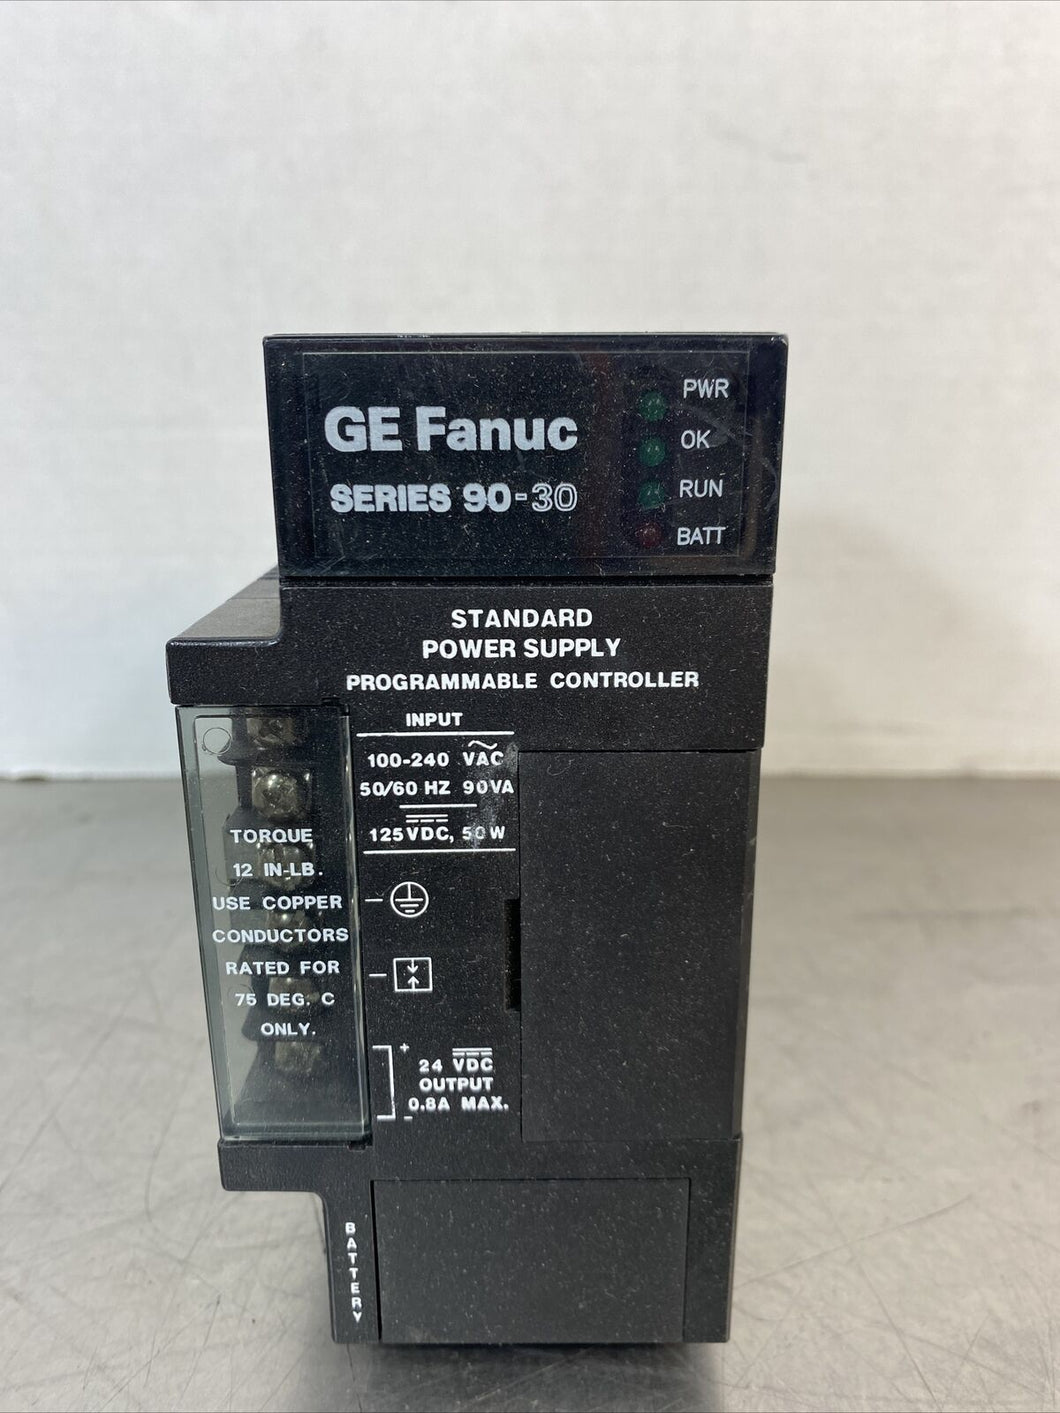 GE Fanuc
SERIES 90-30
PWR
OK
RUN
BATT
STANDARD
POWER SUPPLY
PROGRAMMABLE CONTROLLER
INPUT
100-240 VAC
50/60 HZ 90VA
125VDC, 50W
TORQUE
12 IN-LB.
USE COPPER
CONDUCTORS
RATED FOR
75 DEG. C
ONLY.
+
24 VDC
OUTPUT
0.8A MAX.
-
BATTERY